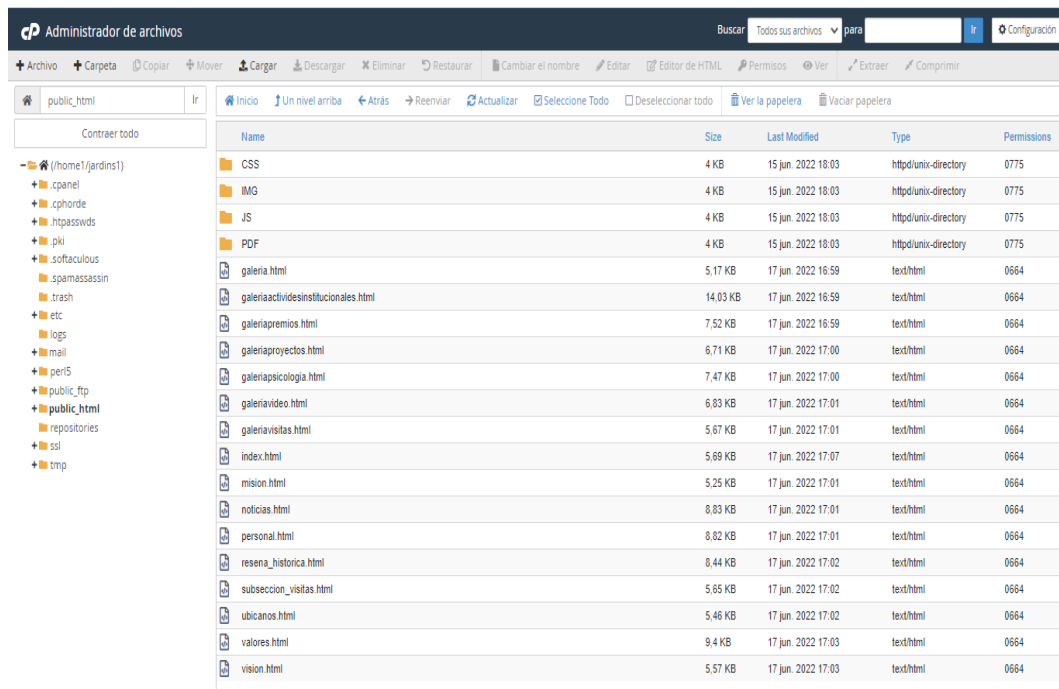 cP Administrador de archivos Buscar Todos sus archivos para Ir Configuración
Archivo Carpeta Copiar Mover Cargar Descargar Eliminar Restaurar Cambiar el nombre Editar Editor de HTML Permisos Ver Extraer Comprimir
public_html Ir Inicio Un nivel arriba Atrás Reenviar Actualizar Seleccione Todo Deseleccionar todo Ver la papelera Vaciar papelera
Contraer todo
(/home1/jardins1)
.cpanel
.cphorde
.htpasswds
.pki
.softaculous
.spamassassin
.trash
etc
logs
mail
perl5
public_ftp
public_html
repositories
ssl
tmp
Name Size Last Modified Type Permissions
CSS 4 KB 15 jun. 2022 18:03 httpd/unix-directory 0775
IMG 4 KB 15 jun. 2022 18:03 httpd/unix-directory 0775
JS 4 KB 15 jun. 2022 18:03 httpd/unix-directory 0775
PDF 4 KB 15 jun. 2022 18:03 httpd/unix-directory 0775
galeria.html 5,17 KB 17 jun. 2022 16:59 text/html 0664
galeriaactividesinstitucionales.html 14,03 KB 17 jun. 2022 16:59 text/html 0664
galeriapremios.html 7,52 KB 17 jun. 2022 16:59 text/html 0664
galeriaproyectos.html 6,71 KB 17 jun. 2022 17:00 text/html 0664
galeriapsicologia.html 7,47 KB 17 jun. 2022 17:00 text/html 0664
galeriavideo.html 6,83 KB 17 jun. 2022 17:01 text/html 0664
galeriavisitas.html 5,67 KB 17 jun. 2022 17:01 text/html 0664
index.html 5,69 KB 17 jun. 2022 17:07 text/html 0664
mision.html 5,25 KB 17 jun. 2022 17:01 text/html 0664
noticias.html 8,83 KB 17 jun. 2022 17:01 text/html 0664
personal.html 8,82 KB 17 jun. 2022 17:01 text/html 0664
resena_historica.html 8,44 KB 17 jun. 2022 17:02 text/html 0664
subseccion_visitas.html 5,65 KB 17 jun. 2022 17:02 text/html 0664
ubicanos.html 5,46 KB 17 jun. 2022 17:02 text/html 0664
valores.html 9,4 KB 17 jun. 2022 17:03 text/html 0664
vision.html 5,57 KB 17 jun. 2022 17:03 text/html 0664